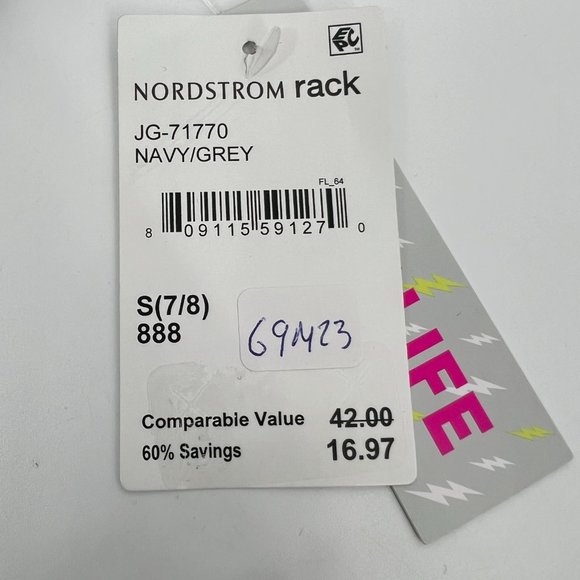 EPC
NORDSTROM rack
JG-71770
NAVY/GREY
FL_64
8 09115 59127 0
S(7/8)
888
69M23
Comparable Value 42.00
60% Savings 16.97
LIFE